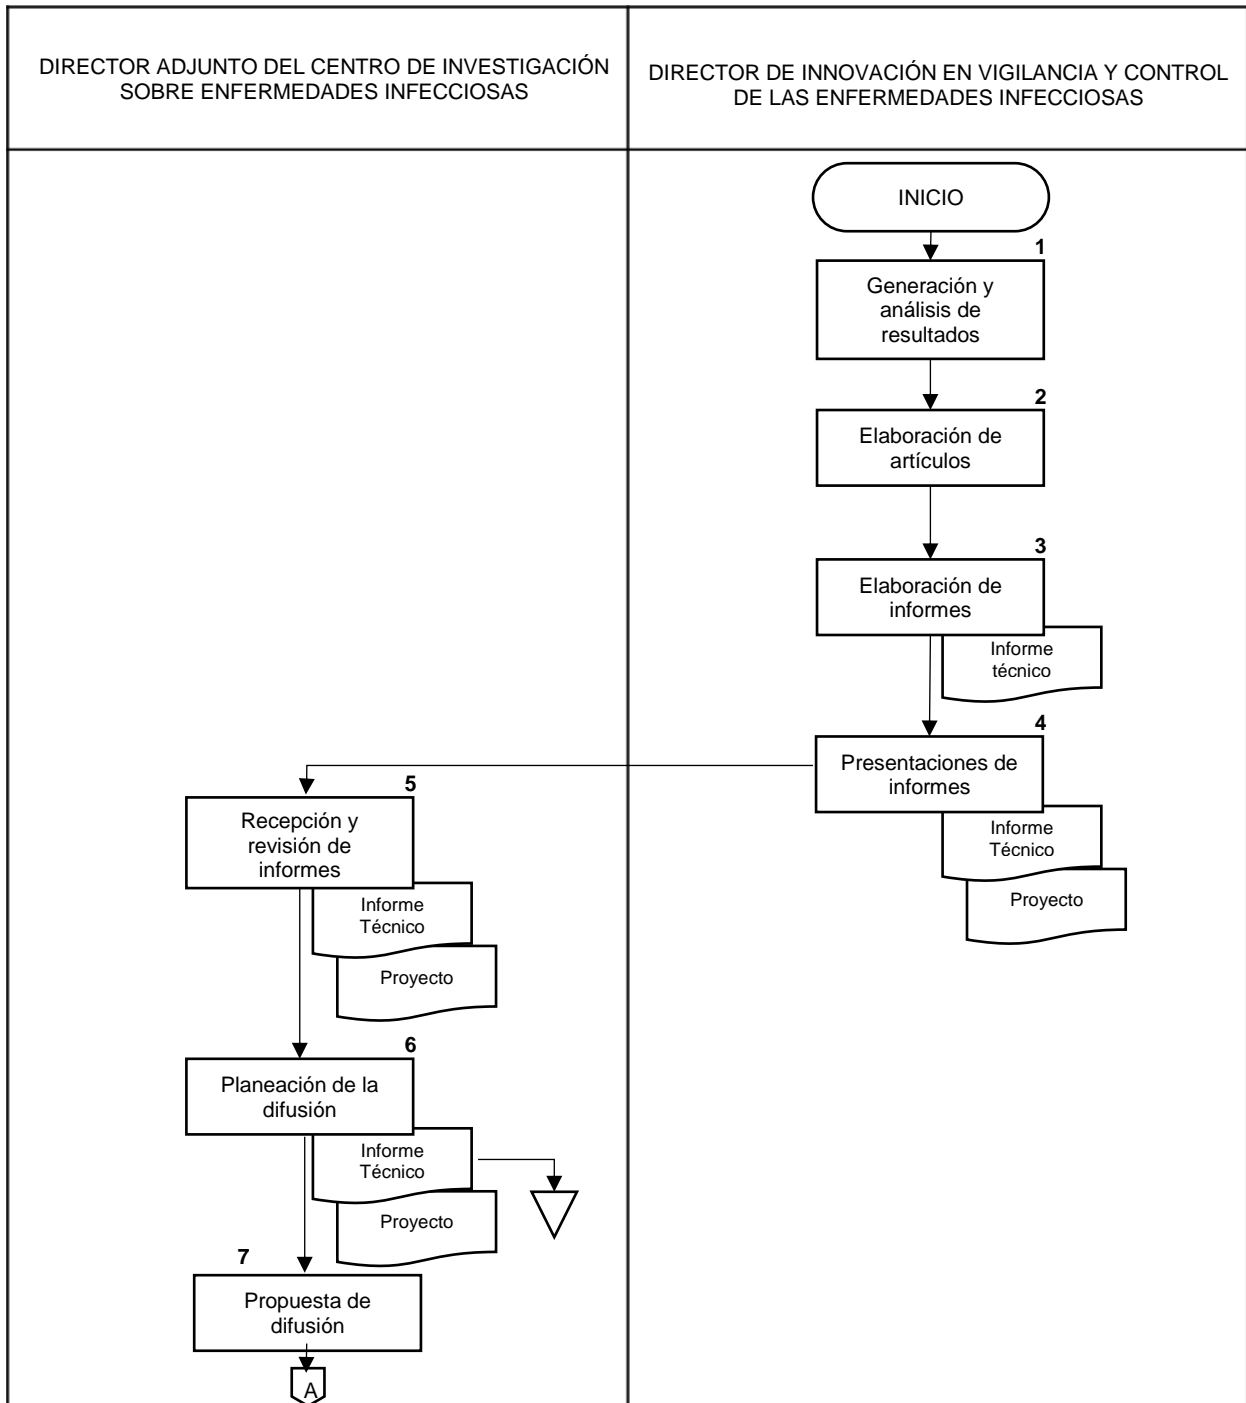 DIRECTOR ADJUNTO DEL CENTRO DE INVESTIGACIÓN
SOBRE ENFERMEDADES INFECCIOSAS
DIRECTOR DE INNOVACIÓN EN VIGILANCIA Y CONTROL
DE LAS ENFERMEDADES INFECCIOSAS
INICIO
1
Generación y
análisis de
resultados
2
Elaboración de
artículos
3
Elaboración de
informes
Informe
técnico
4
Presentaciones de
informes
Informe
Técnico
Proyecto
5
Recepción y
revisión de
informes
Informe
Técnico
Proyecto
6
Planeación de la
difusión
Informe
Técnico
Proyecto
7
Propuesta de
difusión
A